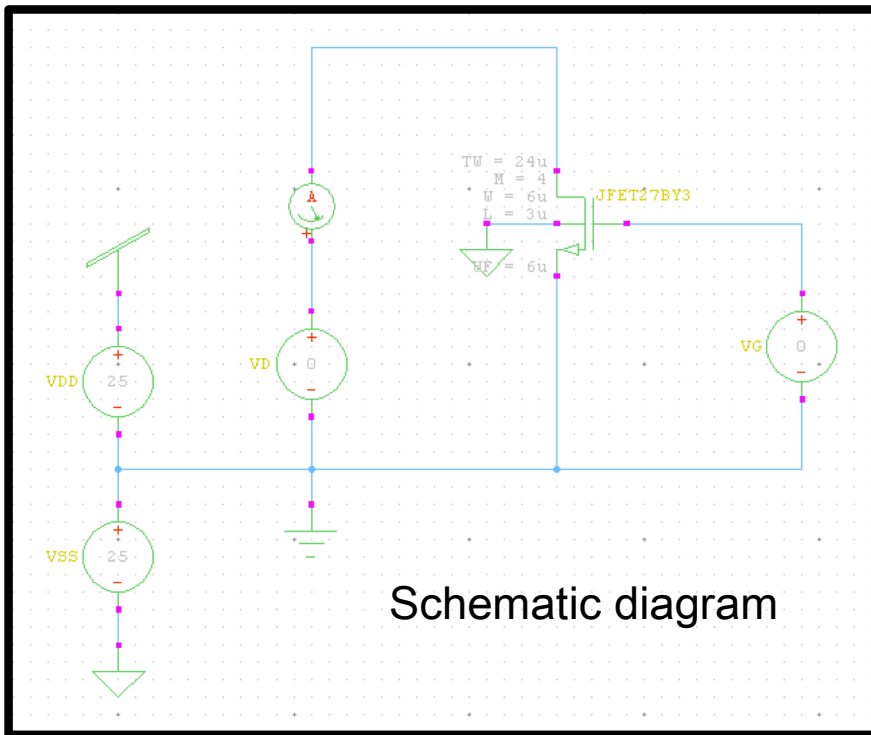 TW = 24u
M = 4
W = 6u
JFET27BY3
L = 3u
A
+
WF = 6u
+
VG
0
-
+
VD
0
-
+
VDD
25
-
+
VSS
25
-
Schematic diagram